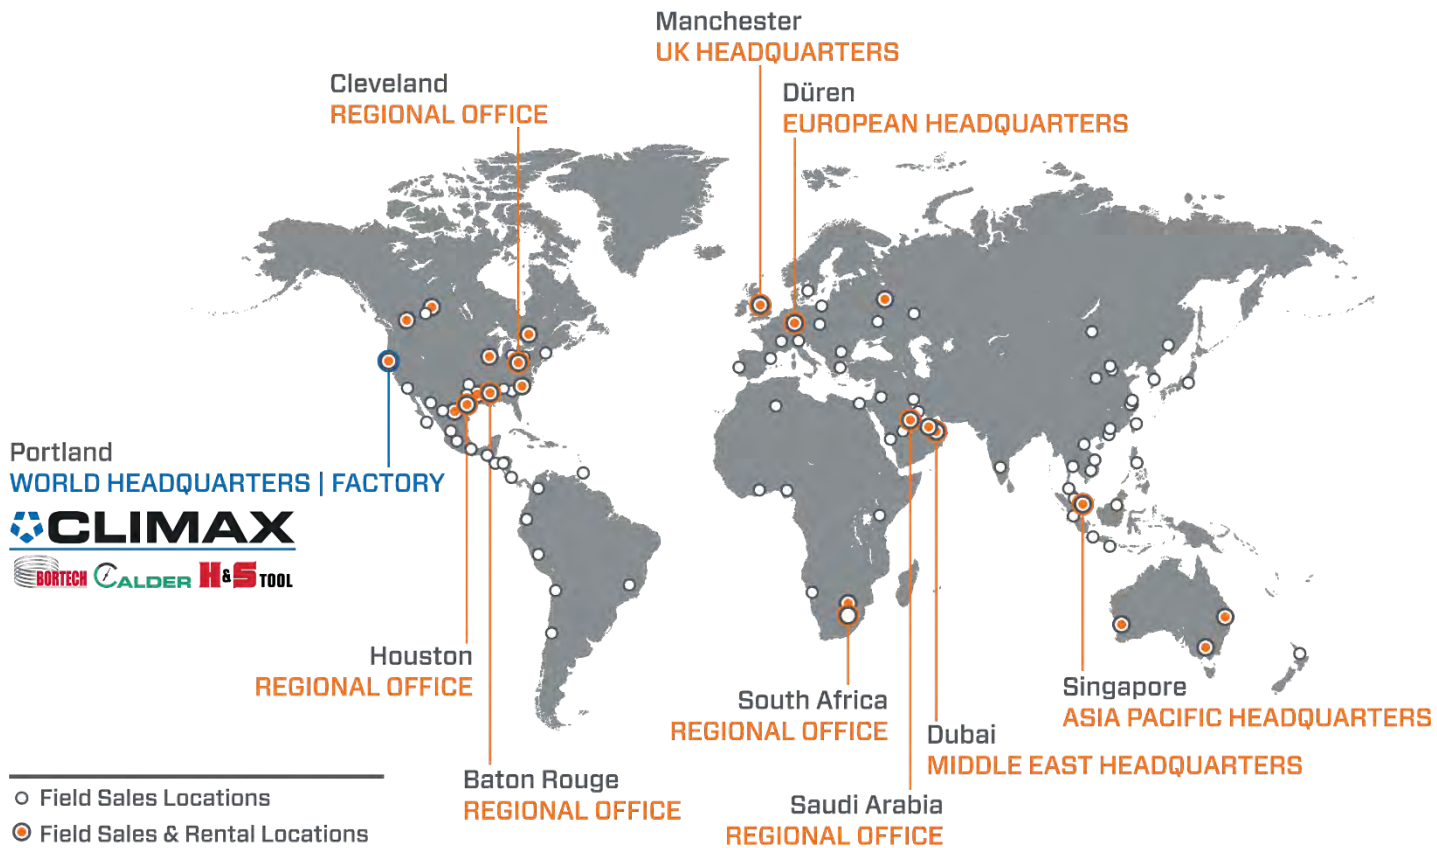 Manchester
UK HEADQUARTERS
Cleveland
REGIONAL OFFICE
Düren
EUROPEAN HEADQUARTERS
Portland
WORLD HEADQUARTERS | FACTORY
CLIMAX
BORTECH CALDER H&S TOOL
Houston
REGIONAL OFFICE
South Africa
REGIONAL OFFICE
Singapore
ASIA PACIFIC HEADQUARTERS
Dubai
MIDDLE EAST HEADQUARTERS
Baton Rouge
REGIONAL OFFICE
Saudi Arabia
REGIONAL OFFICE
Field Sales Locations
Field Sales & Rental Locations